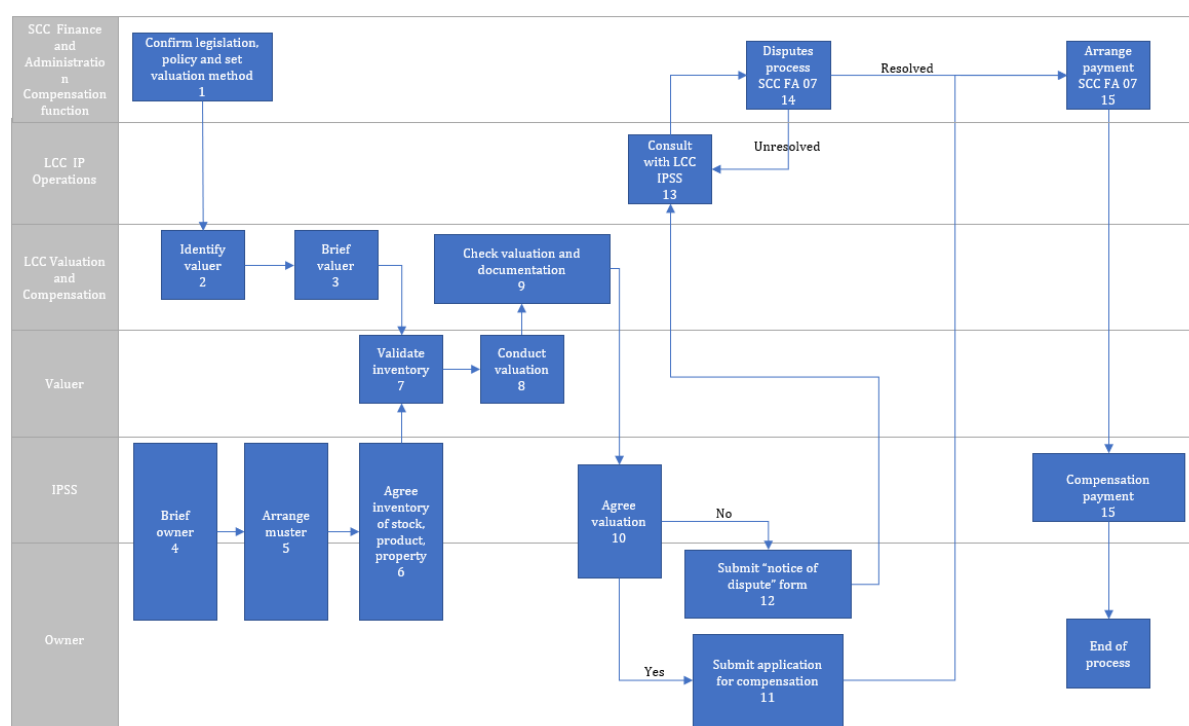 SCC Finance
and
Administratio
n
Compensation
function
Confirm legislation,
policy and set
valuation method
1
Disputes
process
SCC FA 07
14
Resolved
Arrange
payment
SCC FA 07
15
LCC IP
Operations
Consult
with LCC
IPSS
13
Unresolved
LCC Valuation
and
Compensation
Identify
valuer
2
Brief
valuer
3
Check valuation and
documentation
9
Valuer
Validate
inventory
7
Conduct
valuation
8
IPSS
Brief
owner
4
Arrange
muster
5
Agree
inventory
of stock,
product,
property
6
Agree
valuation
10
No
Compensation
payment
15
Owner
Submit “notice of
dispute” form
12
Yes
Submit application
for compensation
11
End of
process